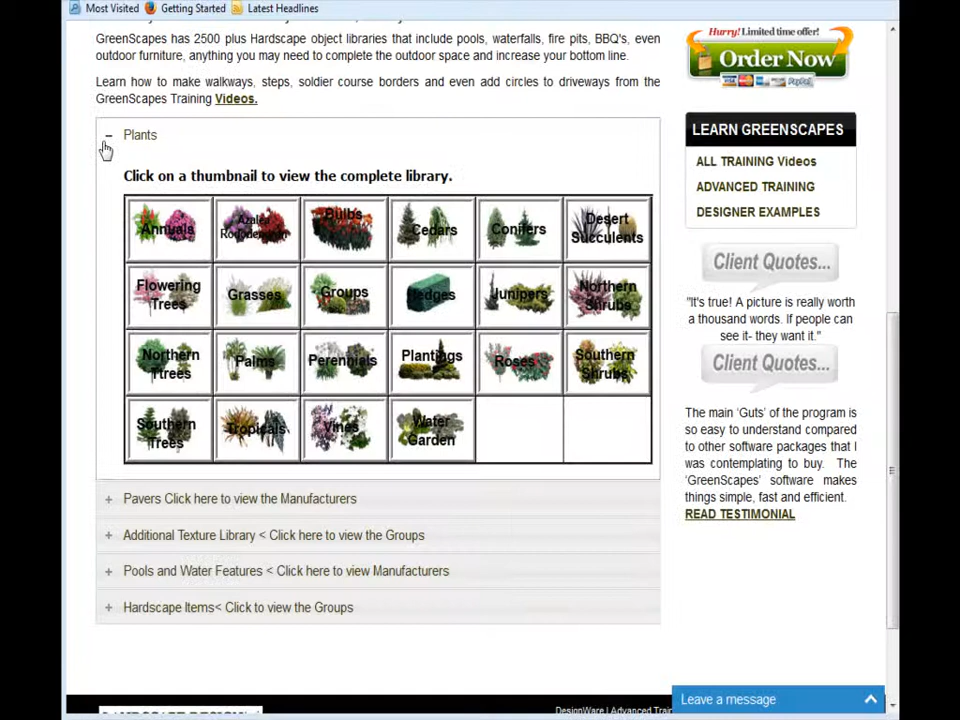 Most Visited Getting Started Latest Headlines
GreenScapes has 2500 plus Hardscape object libraries that include pools, waterfalls, fire pits, BBQ's, even
outdoor furniture, anything you may need to complete the outdoor space and increase your bottom line.
Learn how to make walkways, steps, soldier course borders and even add circles to driveways from the
GreenScapes Training Videos.
− Plants
Click on a thumbnail to view the complete library.
Annuals
Azalea
Bulbs
Cedars
Conifers
Desert
Succulents
Flowering
Trees
Grasses
Groups
Hedges
Junipers
Northern
Shrubs
Northern
Ttrees
Palms
Perennials
Plantings
Roses
Southern
Shrubs
Southern
Trees
Tropicals
Vines
Water
Garden
+ Pavers Click here to view the Manufacturers
+ Additional Texture Library < Click here to view the Groups
+ Pools and Water Features < Click here to view Manufacturers
+ Hardscape Items< Click to view the Groups
Hurry! Limited time offer!
Order Now
VISA PayPal
LEARN GREENSCAPES
ALL TRAINING Videos
ADVANCED TRAINING
DESIGNER EXAMPLES
Client Quotes...
"It's true! A picture is really worth
a thousand words. If people can
see it- they want it."
Client Quotes...
The main 'Guts' of the program is
so easy to understand compared
to other software packages that I
was contemplating to buy. The
'GreenScapes' software makes
things simple, fast and efficient.
READ TESTIMONIAL
DesignWare | Advanced Trai
Leave a message